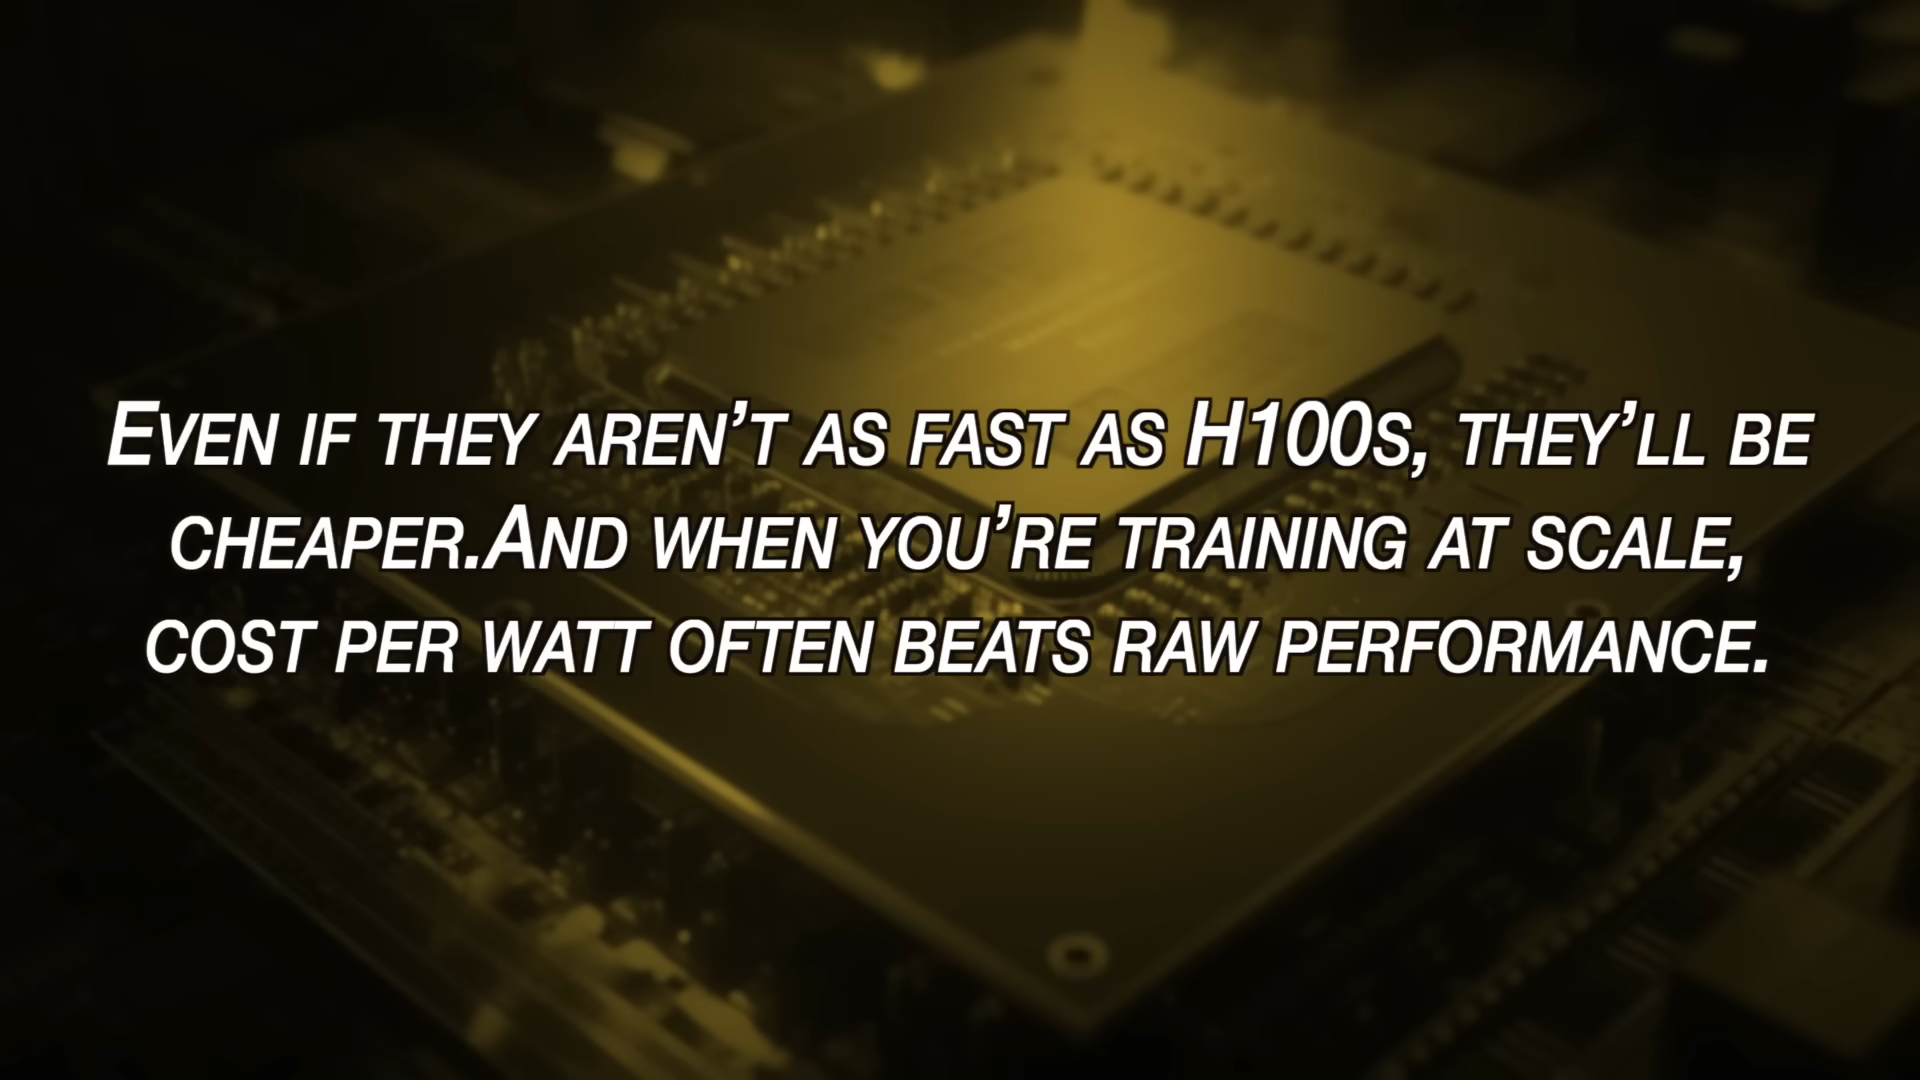 Even if they aren’t as fast as H100s, they’ll be
cheaper.And when you’re training at scale,
cost per watt often beats raw performance.